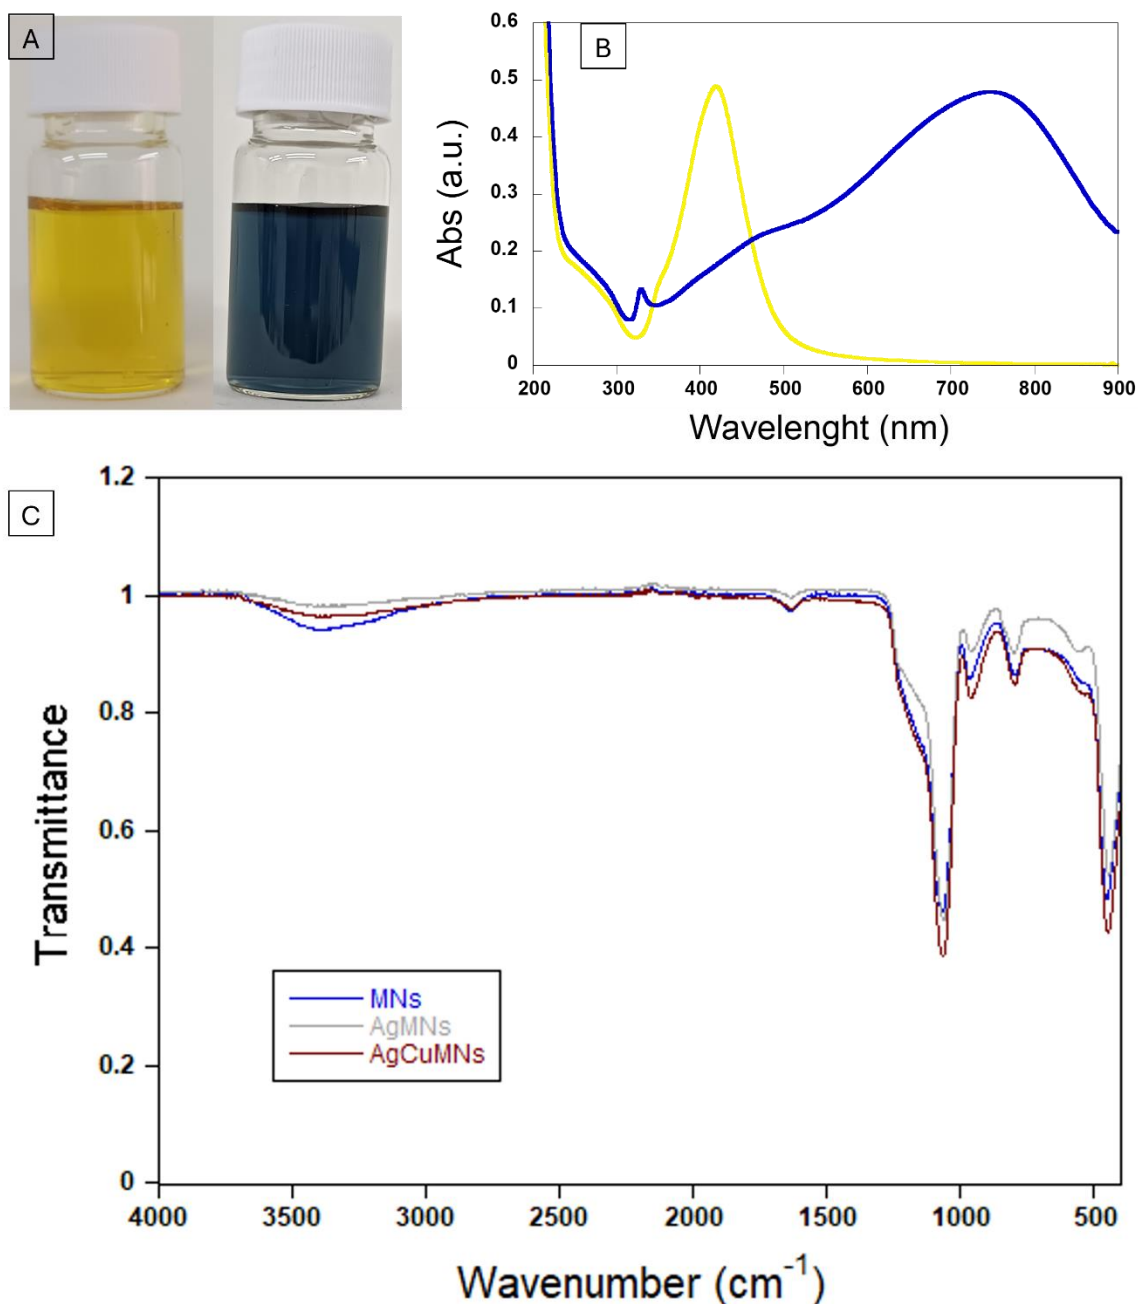 A
B
0.6
0.5
0.4
0.3
0.2
0.1
0
Abs (a.u.)
200 300 400 500 600 700 800 900
Wavelenght (nm)
C
1.2
1
0.8
0.6
0.4
0.2
0
Transmittance
MNs
AgMNs
AgCuMNs
4000 3500 3000 2500 2000 1500 1000 500
Wavenumber (cm⁻¹)